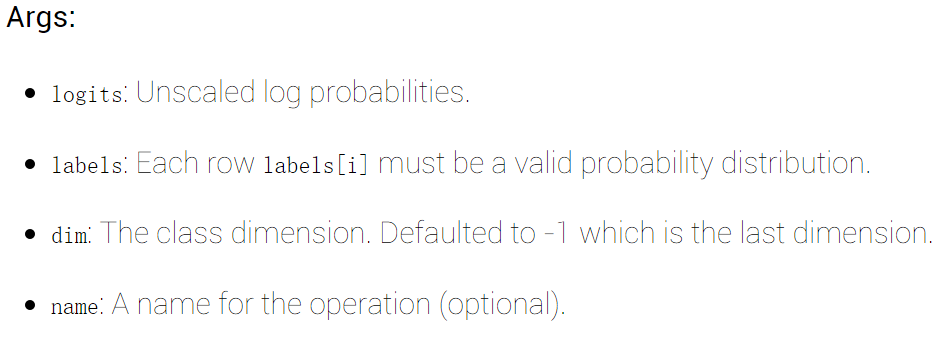 Args:
logits: Unscaled log probabilities.
labels: Each row labels[i] must be a valid probability distribution.
dim: The class dimension. Defaulted to -1 which is the last dimension.
name: A name for the operation (optional).